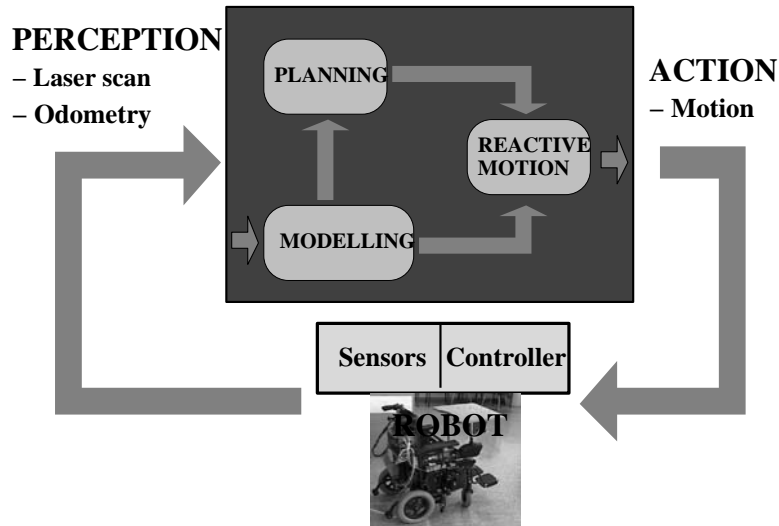 PERCEPTION
– Laser scan
– Odometry
PLANNING
REACTIVE
MOTION
MODELLING
ACTION
– Motion
Sensors
Controller
ROBOT